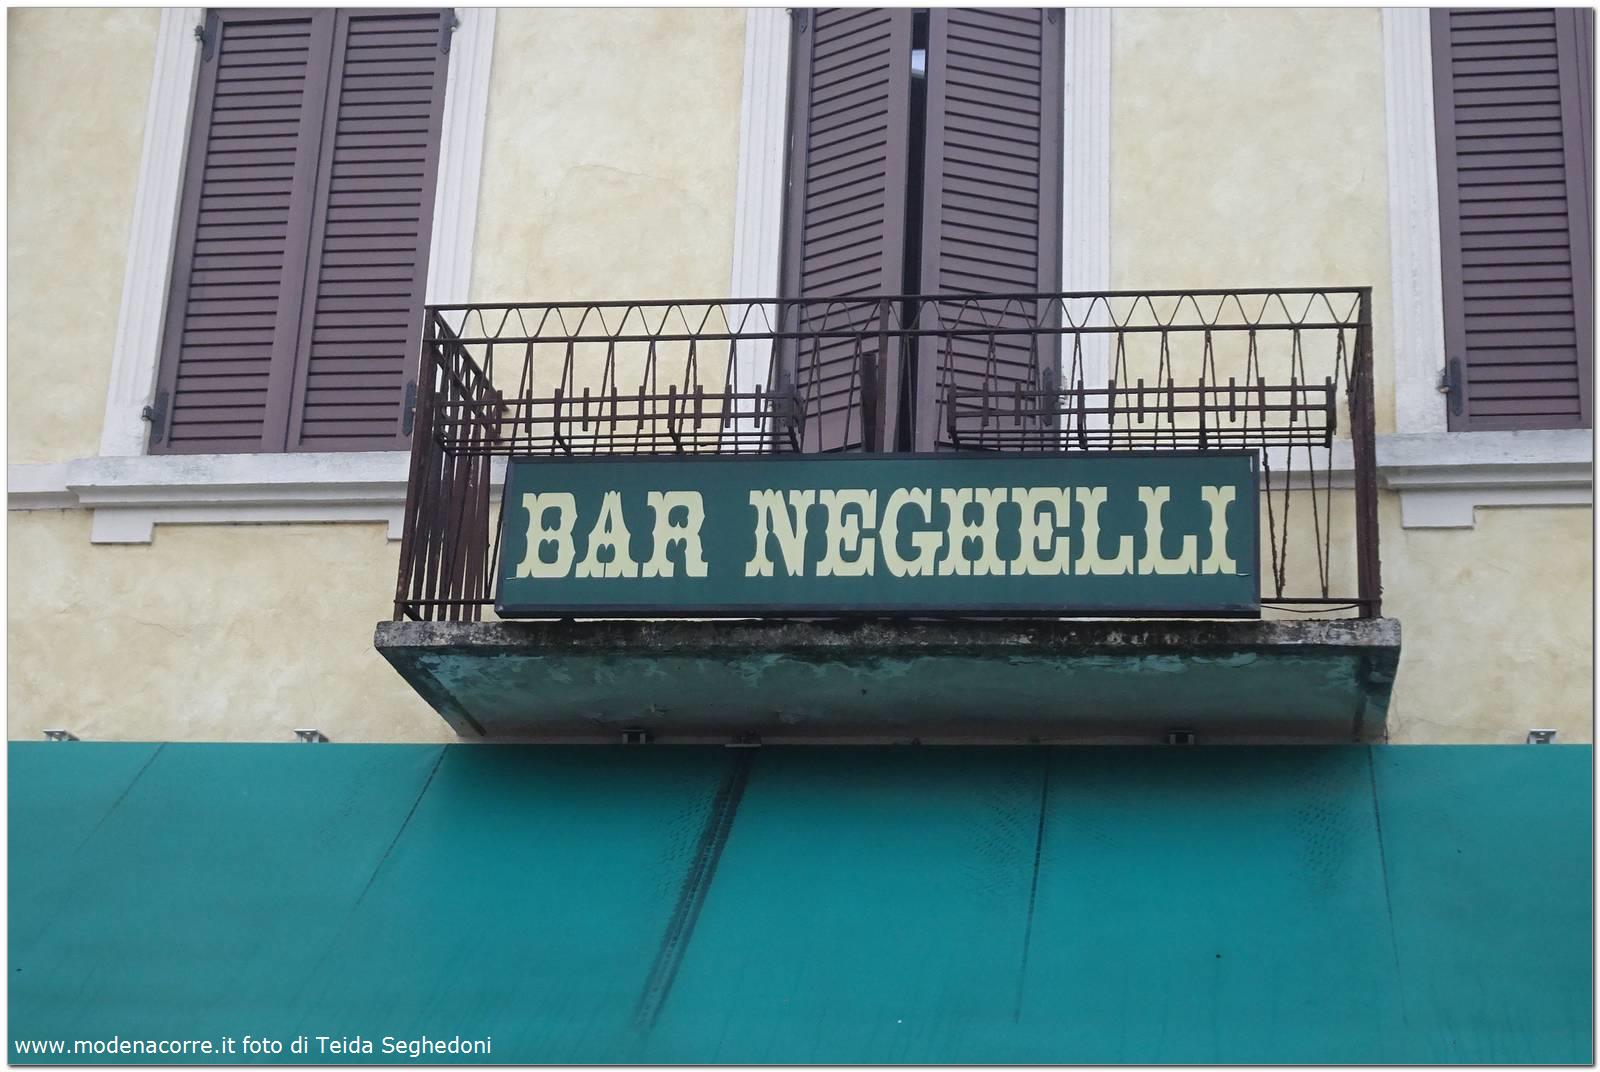 BAR NEGHELLI
www.modenacorre.it foto di Teida Seghedoni